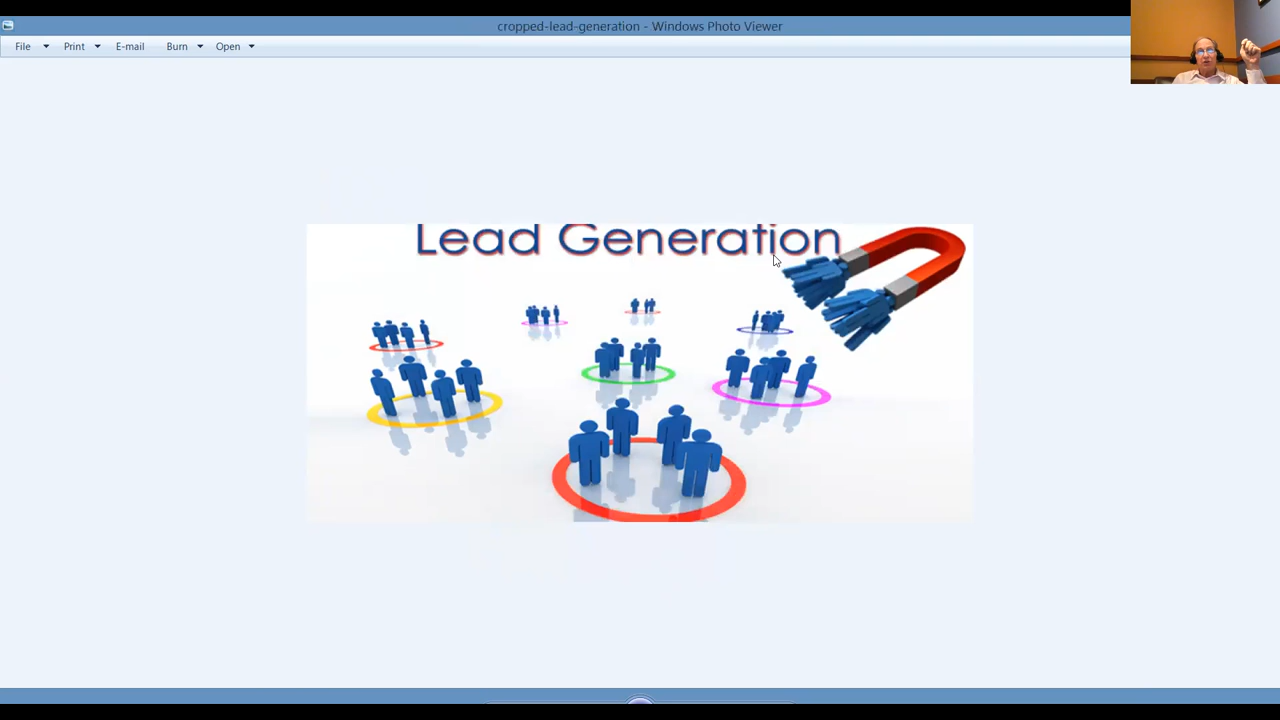 cropped-lead-generation - Windows Photo Viewer
File Print E-mail Burn Open
Lead Generation